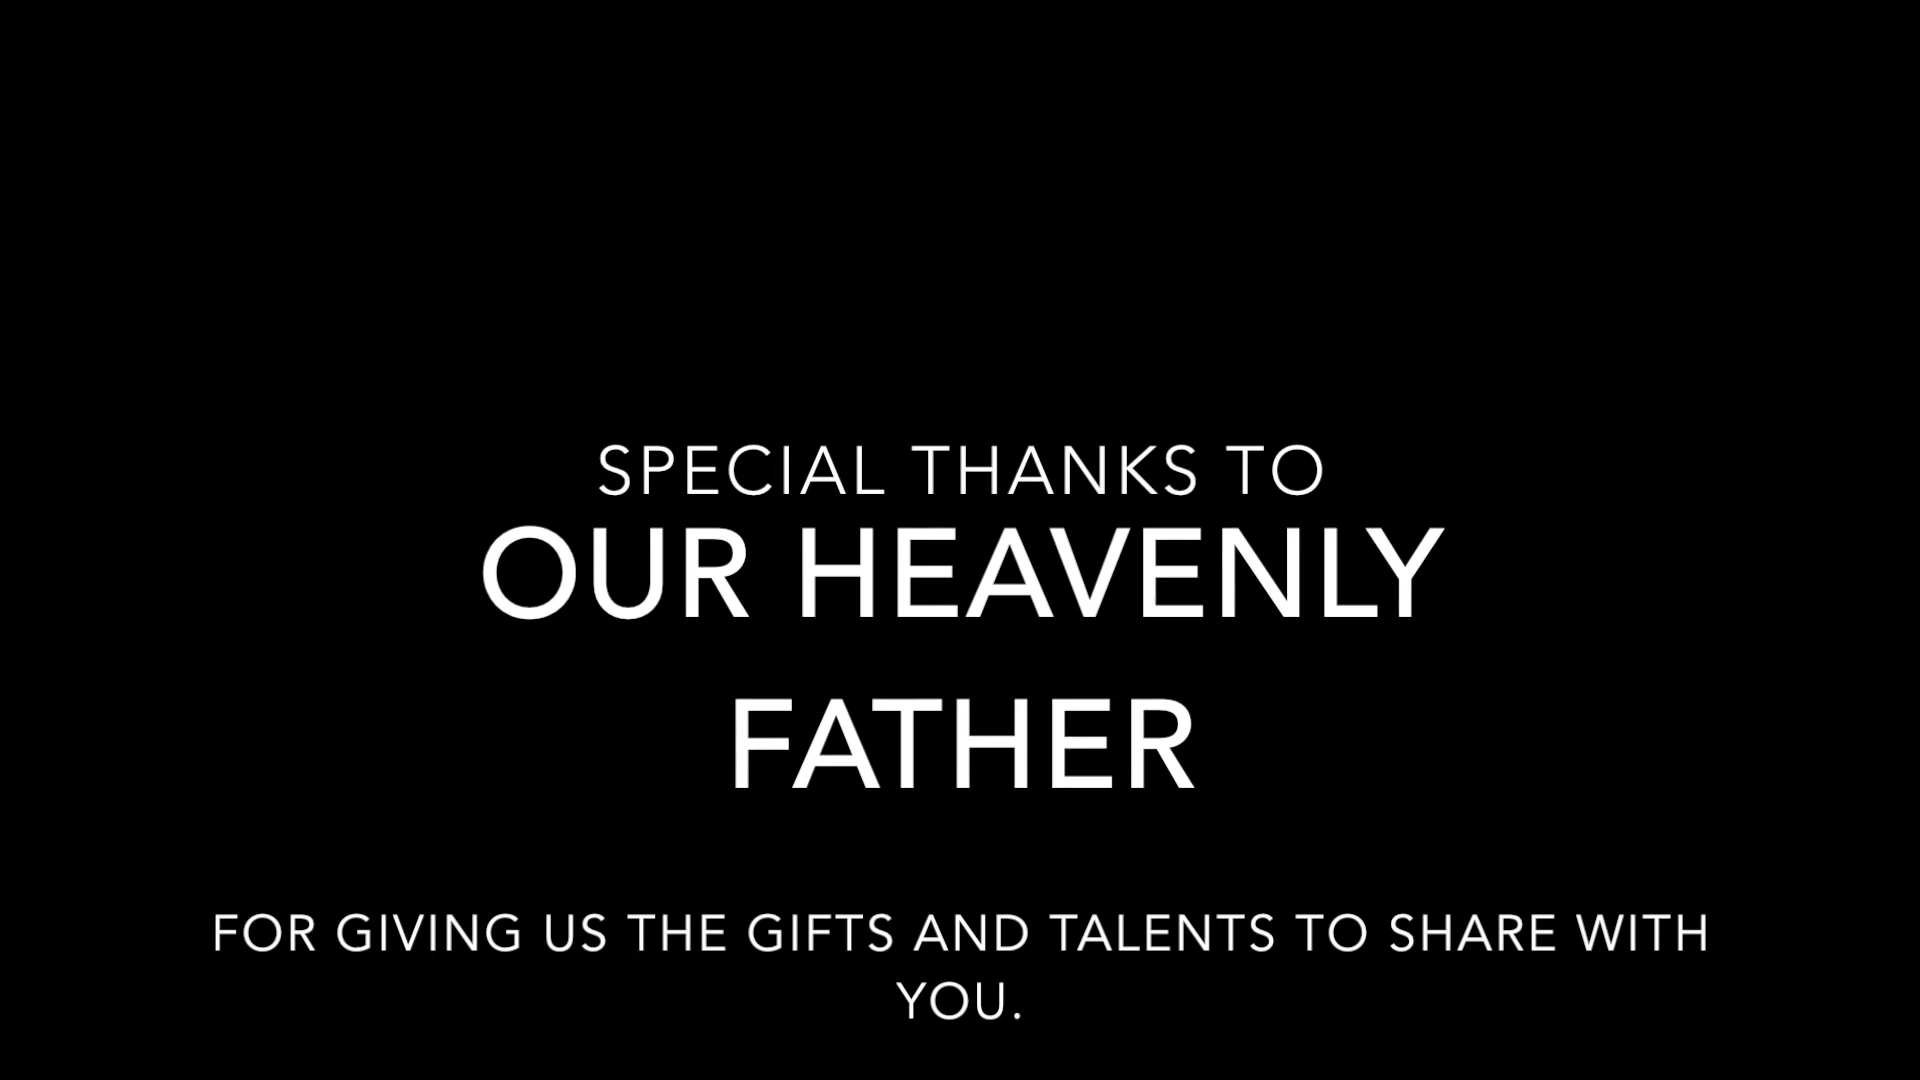 SPECIAL THANKS TO
OUR HEAVENLY
FATHER
FOR GIVING US THE GIFTS AND TALENTS TO SHARE WITH
YOU.